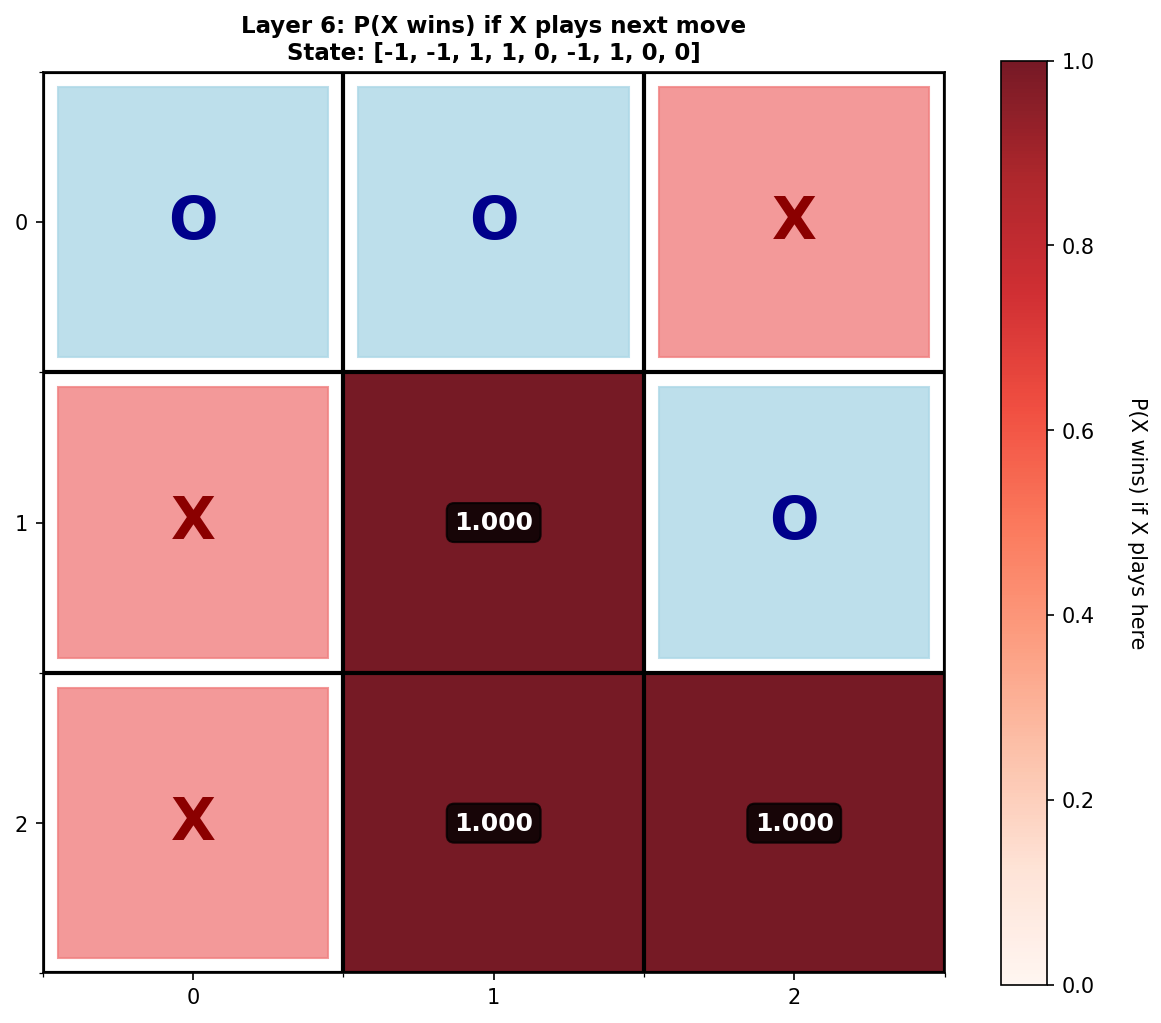 Layer 6: P(X wins) if X plays next move
State: [-1, -1, 1, 1, 0, -1, 1, 0, 0]
O O X
X 1.000 O
X 1.000 1.000
0
1
2
0 1 2
1.0
0.8
0.6
0.4
0.2
0.0
P(X wins) if X plays here